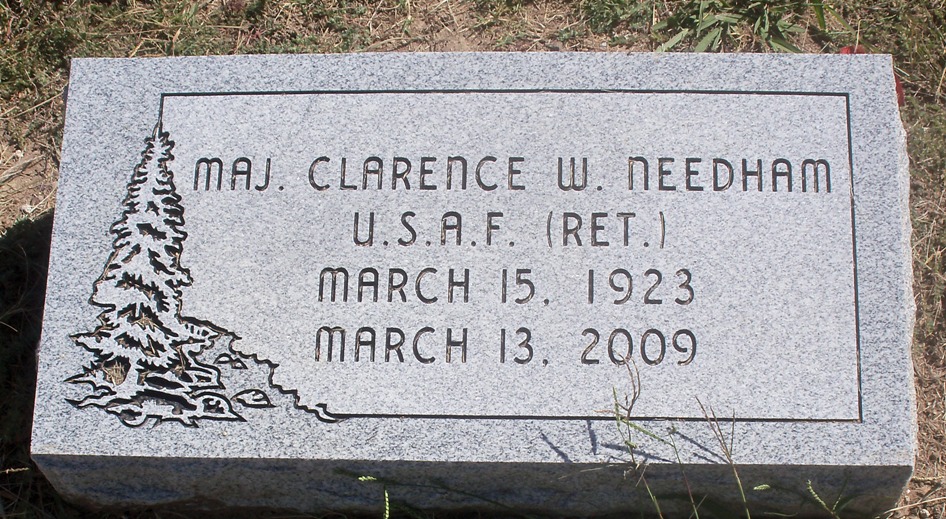 MAJ. CLARENCE W. NEEDHAM
U.S.A.F. (RET.)
MARCH 15, 1923
MARCH 13, 2009